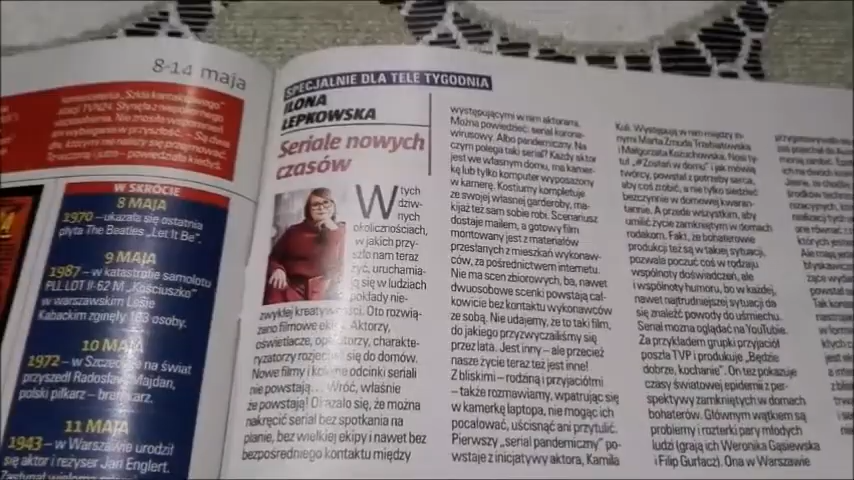 8-14 maja
W SKRÓCIE
8 MAJA
1970 – ukazała się ostatnia
płyta The Beatles „Let It Be”.
9 MAJA
1987 – w katastrofie samolotu
PLL LOT Ił-62 M „Kościuszko”
w warszawskim Lesie
Kabackim zginęły 183 osoby.
10 MAJA
1972 – w Szczecinie na świat
przyszedł Radosław Majdan,
polski piłkarz – bramkarz.
11 MAJA
1943 – w Warszawie urodził
się aktor i reżyser Jan Englert.
SPECJALNIE DLA TELE TYGODNIA
ILONA
ŁEPKOWSKA
Seriale nowych
czasów
W tych
dziw-
nych
okolicznościach,
w jakich przy-
szło nam teraz
żyć, uruchamia-
ją się w ludziach
pokłady nie-
zwykłej kreatywności. Oto rozwią-
zano filmowe ekipy. Aktorzy,
oświetlacze, operatorzy, charakte-
ryzatorzy rozjechali się do domów.
Nowe filmy i kolejne odcinki seriali
nie powstają... Wróć, właśnie
że powstają! Okazało się, że można
nakręcić serial bez spotkania na
planie, bez wielkiej ekipy i nawet bez
bezpośredniego kontaktu między
występującymi w nim aktorami.
Można powiedzieć: serial korona-
wirusowy. Albo pandemiczny. Na
czym polega taki serial? Każdy aktor
jest we własnym domu, ma kamer-
kę lub tylko komputer wyposażony
w kamerę. Kostiumy kompletuje
ze swojej własnej garderoby, ma-
kijaż też sam sobie robi. Scenariusz
dostaje mailem, a gotowy film
montowany jest z materiałów
przesłanych z mieszkań wykonaw-
ców, za pośrednictwem internetu.
Nie ma scen zbiorowych, ba, nawet
dwuosobowe scenki powstają cał-
kowicie bez kontaktu wykonawców
ze sobą. Nie udajemy, że to taki film,
do jakiego przyzwyczailiśmy się
przez lata. Jest inny – ale przecież
nasze życie teraz też jest inne!
Z bliskimi – rodziną i przyjaciółmi
– także rozmawiamy, wpatrując się
w kamerkę laptopa, nie mogąc ich
pocałować, uścisnąć ani przytulić.
Pierwszy „serial pandemiczny” po-
wstaje z inicjatywy aktora, Kamila
Kuli. Występują w nim między in-
nymi Marta Żmuda Trzebiatowska
i Małgorzata Kożuchowska. Nosi ty-
tuł „#Zostań w domu” i jak mówią
twórcy, powstał z potrzeby serca,
aby coś zrobić, a nie tylko siedzieć
bezczynnie w domowej kwaran-
tannie. A przede wszystkim, aby
umilić życie zamkniętym w domu
rodakom. Fakt, że bohaterowie
produkcji też są w takiej sytuacji,
pozwala poczuć coś w rodzaju
wspólnoty doświadczeń, ale
i wspólnoty humoru, bo w każdej,
nawet najtrudniejszej sytuacji da
się znaleźć powody do uśmiechu.
Serial można oglądać na YouTube.
Za przykładem grupki przyjaciół
poszła TVP i produkuje „Będzie
dobrze, kochanie”. On też pokazuje
czasy światowej epidemii z per-
spektywy zamkniętych w domach
bohaterów. Głównym wątkiem są
problemy i rozterki pary młodych
ludzi (grają ich Weronika Gąsiewska
i Filip Gurłacz). Ona w Warszawie